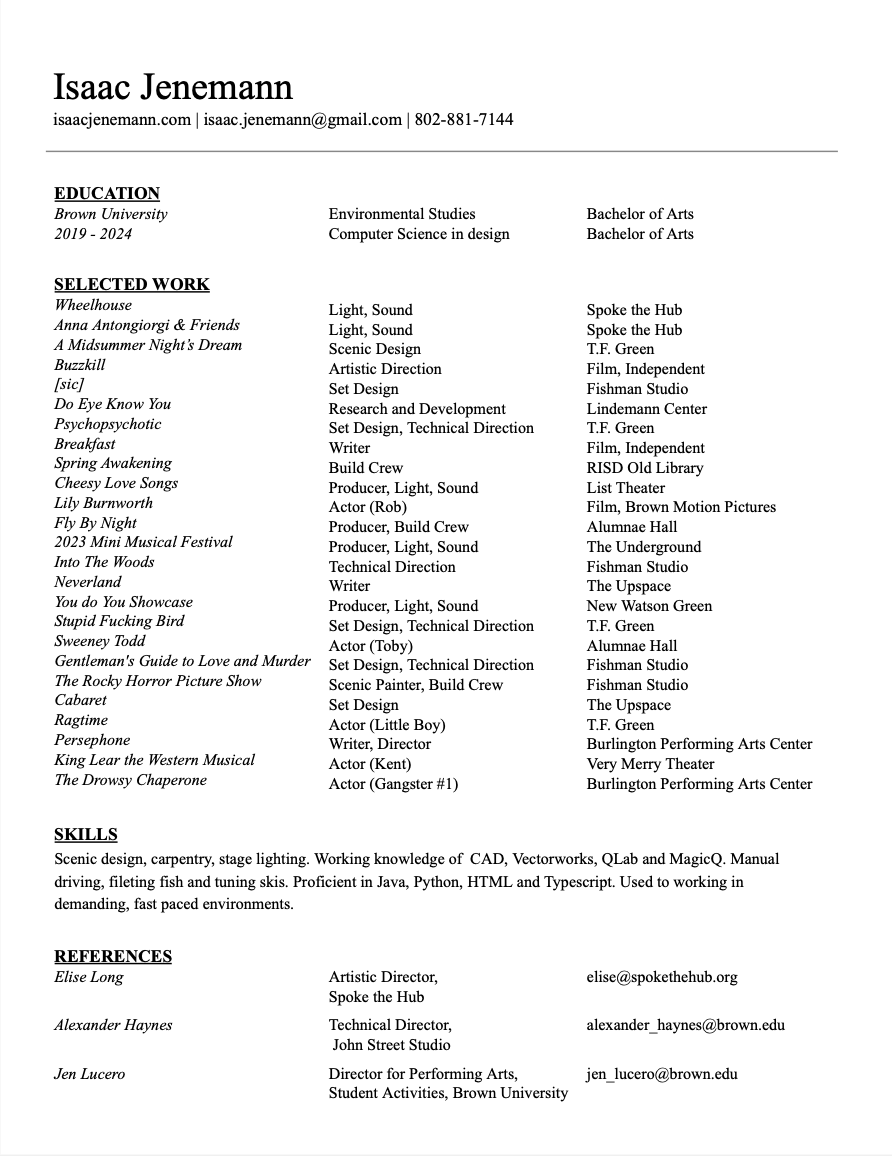 Isaac Jenemann
isaacjenemann.com | isaac.jenemann@gmail.com | 802-881-7144
EDUCATION
Brown University Environmental Studies Bachelor of Arts
2019 - 2024 Computer Science in design Bachelor of Arts
SELECTED WORK
Wheelhouse Light, Sound Spoke the Hub
Anna Antongiorgi & Friends Light, Sound Spoke the Hub
A Midsummer Night's Dream Scenic Design T.F. Green
Buzzkill Artistic Direction Film, Independent
[sic] Set Design Fishman Studio
Do Eye Know You Research and Development Lindemann Center
Psychopsychotic Set Design, Technical Direction T.F. Green
Breakfast Writer Film, Independent
Spring Awakening Build Crew RISD Old Library
Cheesy Love Songs Producer, Light, Sound List Theater
Lily Burnworth Actor (Rob) Film, Brown Motion Pictures
Fly By Night Producer, Build Crew Alumnae Hall
2023 Mini Musical Festival Producer, Light, Sound The Underground
Into The Woods Technical Direction Fishman Studio
Neverland Writer The Upspace
You do You Showcase Producer, Light, Sound New Watson Green
Stupid Fucking Bird Set Design, Technical Direction T.F. Green
Sweeney Todd Actor (Toby) Alumnae Hall
Gentleman's Guide to Love and Murder Set Design, Technical Direction Fishman Studio
The Rocky Horror Picture Show Scenic Painter, Build Crew Fishman Studio
Cabaret Set Design The Upspace
Ragtime Actor (Little Boy) T.F. Green
Persephone Writer, Director Burlington Performing Arts Center
King Lear the Western Musical Actor (Kent) Very Merry Theater
The Drowsy Chaperone Actor (Gangster #1) Burlington Performing Arts Center
SKILLS
Scenic design, carpentry, stage lighting. Working knowledge of CAD, Vectorworks, QLab and MagicQ. Manual
driving, fileting fish and tuning skis. Proficient in Java, Python, HTML and Typescript. Used to working in
demanding, fast paced environments.
REFERENCES
Elise Long Artistic Director, elise@spokethehub.org
Spoke the Hub
Alexander Haynes Technical Director, alexander_haynes@brown.edu
John Street Studio
Jen Lucero Director for Performing Arts, jen_lucero@brown.edu
Student Activities, Brown University